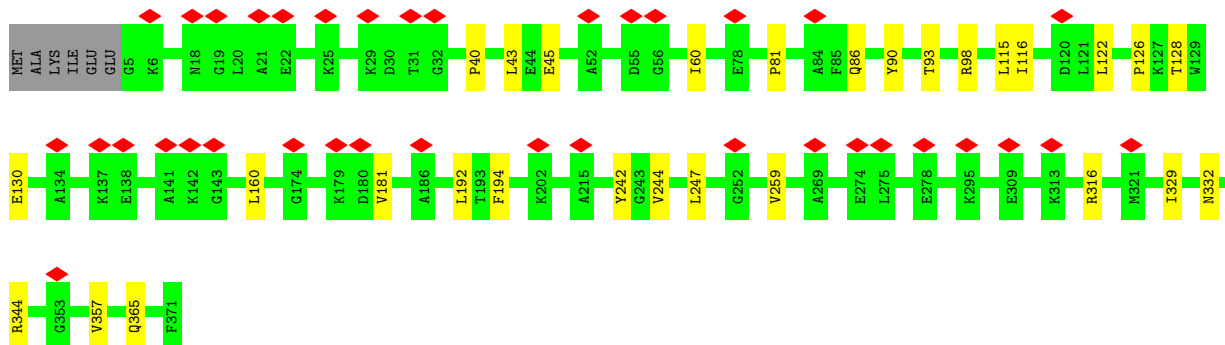 MET ALA LYS ILE GLU GLU G5 K6 N18 G19 L20 A21 E22 K25 K29 D30 T31 G32 P40 L43 E44 E45 A52 D55 G56 I60 E78 P81 A84 F85 Q86 Y90 T93 R98 L115 I116 D120 L121 L122 P126 K127 T128 W129
E130 A134 K137 E138 A141 K142 G143 L160 G174 K179 D180 V181 A186 L192 T193 F194 K202 A215 Y242 G243 V244 L247 G252 V259 A269 E274 L275 E278 K295 E309 K313 R316 M321 I329 N332
R344 G353 V357 Q365 F371